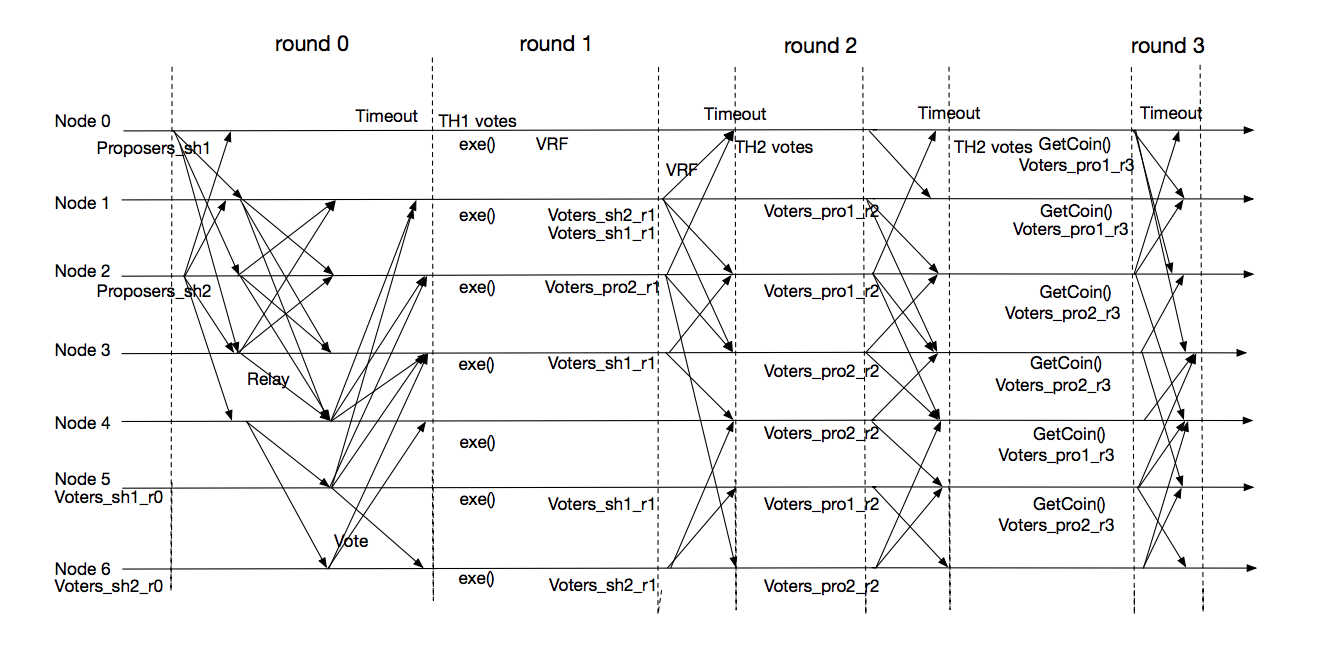 round 0
round 1
round 2
round 3
Timeout
Timeout
Timeout
Timeout
Node 0
TH1 votes
Proposers_sh1
exe()
VRF
TH2 votes
TH2 votes
GetCoin()
Voters_pro1_r3
VRF
Node 1
exe()
Voters_sh2_r1
Voters_sh1_r1
Voters_pro1_r2
GetCoin()
Voters_pro1_r3
Node 2
Proposers_sh2
exe()
Voters_pro2_r1
Voters_pro1_r2
GetCoin()
Voters_pro2_r3
Node 3
Relay
exe()
Voters_sh1_r1
Voters_pro2_r2
GetCoin()
Voters_pro2_r3
Node 4
exe()
Voters_pro2_r2
GetCoin()
Voters_pro1_r3
Node 5
Voters_sh1_r0
exe()
Voters_sh1_r1
Voters_pro1_r2
GetCoin()
Voters_pro2_r3
Vote
Node 6
Voters_sh2_r0
exe()
Voters_sh2_r1
Voters_pro2_r2